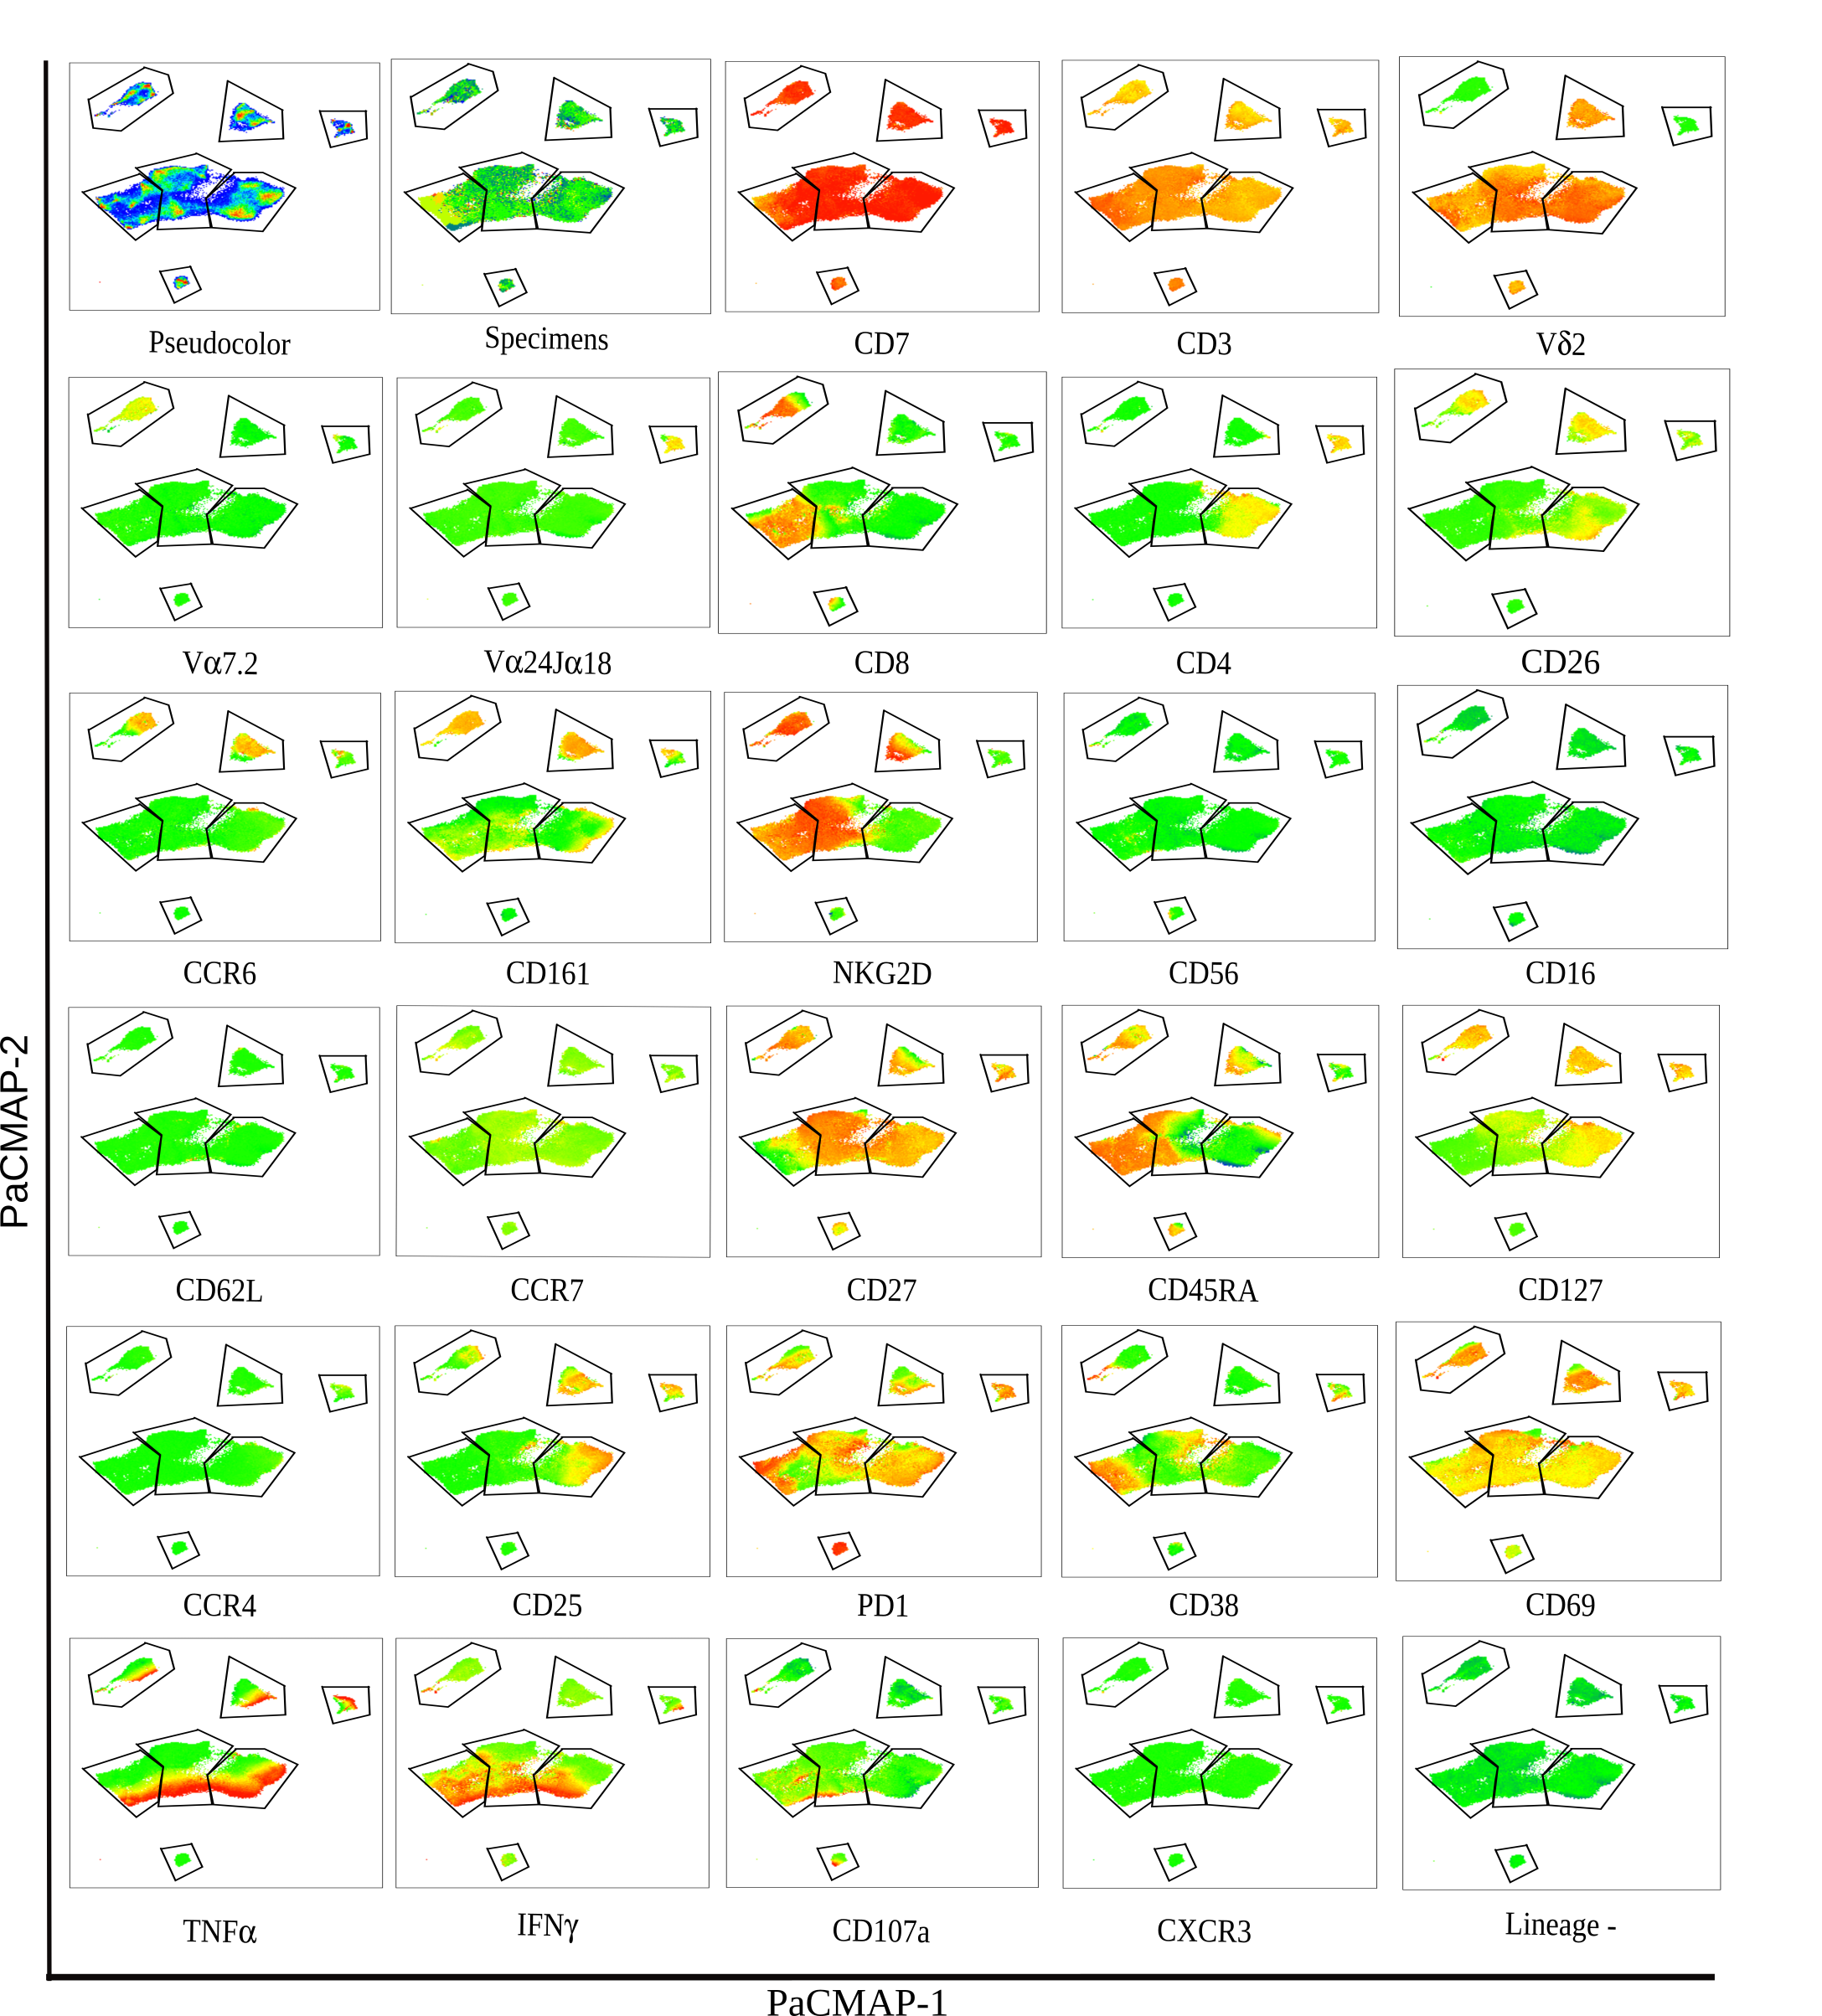 Pseudocolor
Specimens
CD7
CD3
Vδ2
Vα7.2
Vα24Jα18
CD8
CD4
CD26
CCR6
CD161
NKG2D
CD56
CD16
CD62L
CCR7
CD27
CD45RA
CD127
CCR4
CD25
PD1
CD38
CD69
TNFα
IFNγ
CD107a
CXCR3
Lineage -
PaCMAP-2
PaCMAP-1